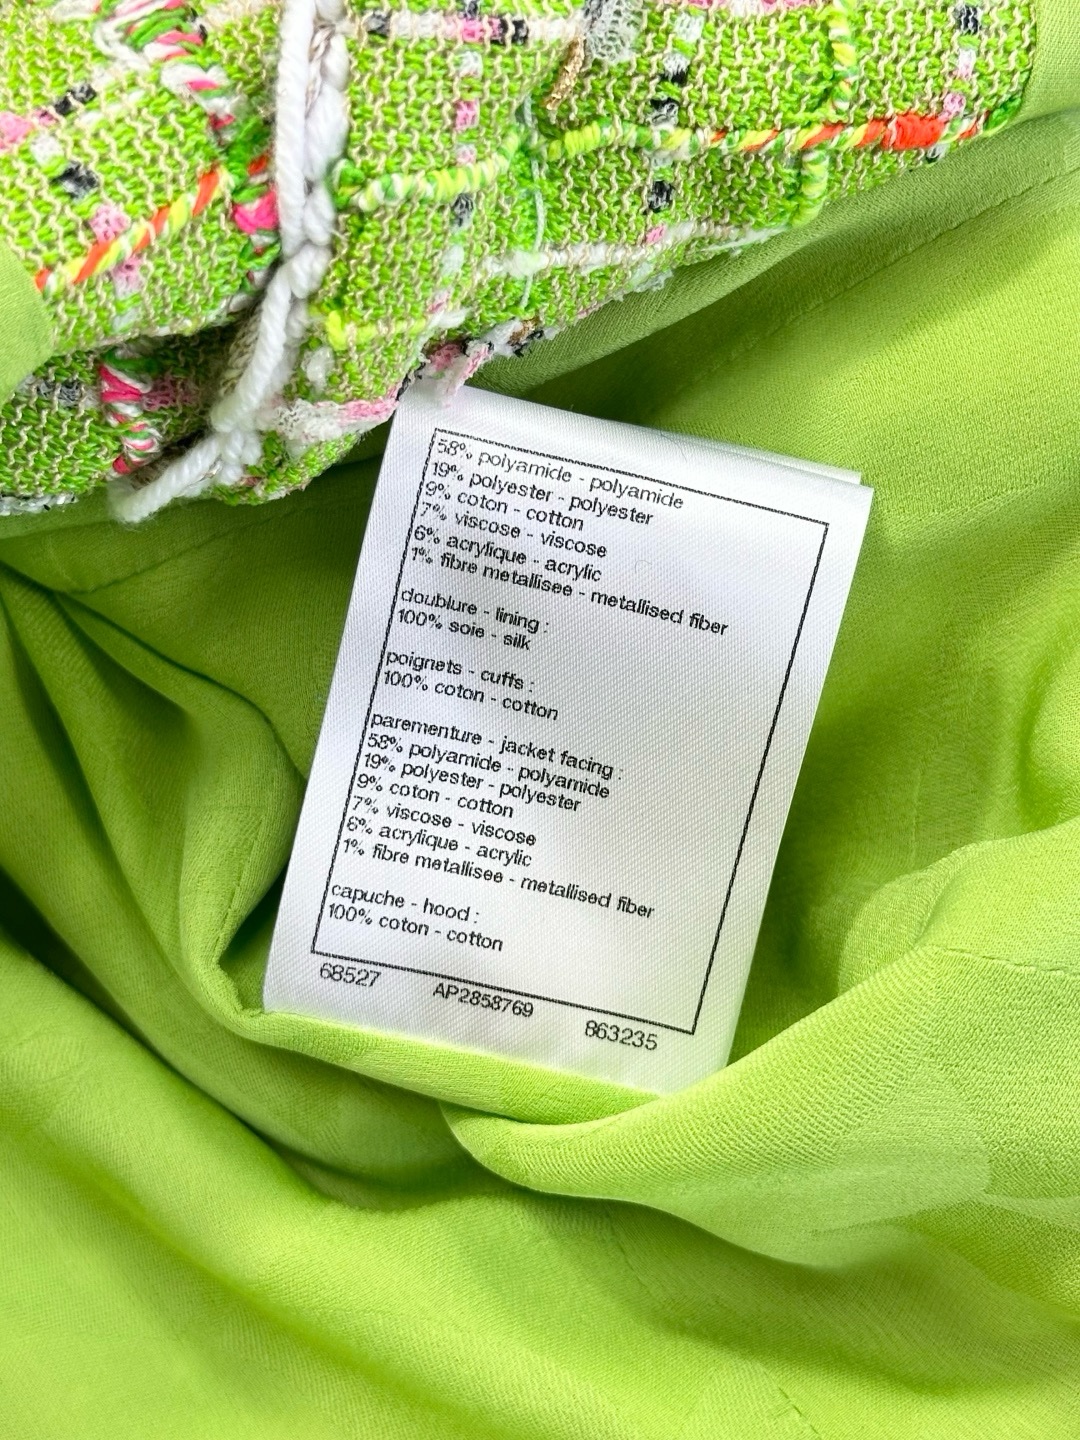 58% polyamide - polyamide
19% polyester - polyester
9% coton - cotton
7% viscose - viscose
6% acrylique - acrylic
1% fibre metallisee - metallised fiber
doublure - lining :
100% soie - silk
poignets - cuffs :
100% coton - cotton
parementure - jacket facing :
58% polyamide - polyamide
19% polyester - polyester
9% coton - cotton
7% viscose - viscose
6% acrylique - acrylic
1% fibre metallisee - metallised fiber
capuche - hood :
100% coton - cotton
68527 AP2858769 863235